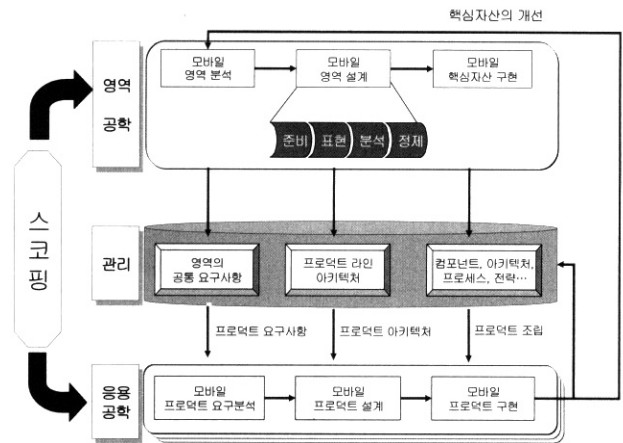 핵심자산의 개선
영역
공학
모바일
영역 분석
모바일
영역 설계
모바일
핵심자산 구현
준비 표현 분석 정제
스코핑
관리
영역의
공통 요구사항
프로덕트 라인
아키텍처
컴포넌트, 아키텍처,
프로세스, 전략…
프로덕트 요구사항
프로덕트 아키텍처
프로덕트 조립
응용
공학
모바일
프로덕트 요구분석
모바일
프로덕트 설계
모바일
프로덕트 구현